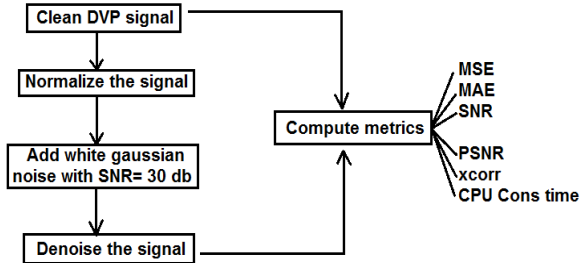 Clean DVP signal
Normalize the signal
Add white gaussian
noise with SNR= 30 db
Denoise the signal
Compute metrics
MSE
MAE
SNR
PSNR
xcorr
CPU Cons time